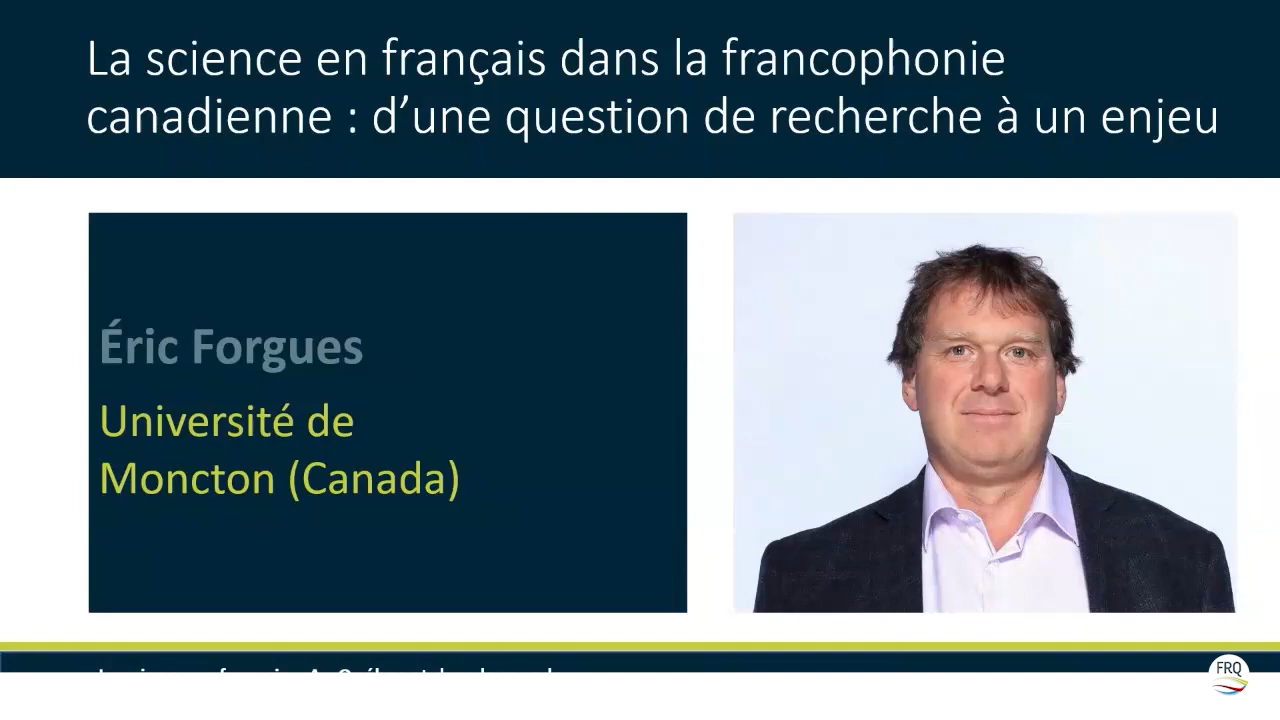 La science en français dans la francophonie
canadienne : d’une question de recherche à un enjeu
Éric Forgues
Université de
Moncton (Canada)
FRQ